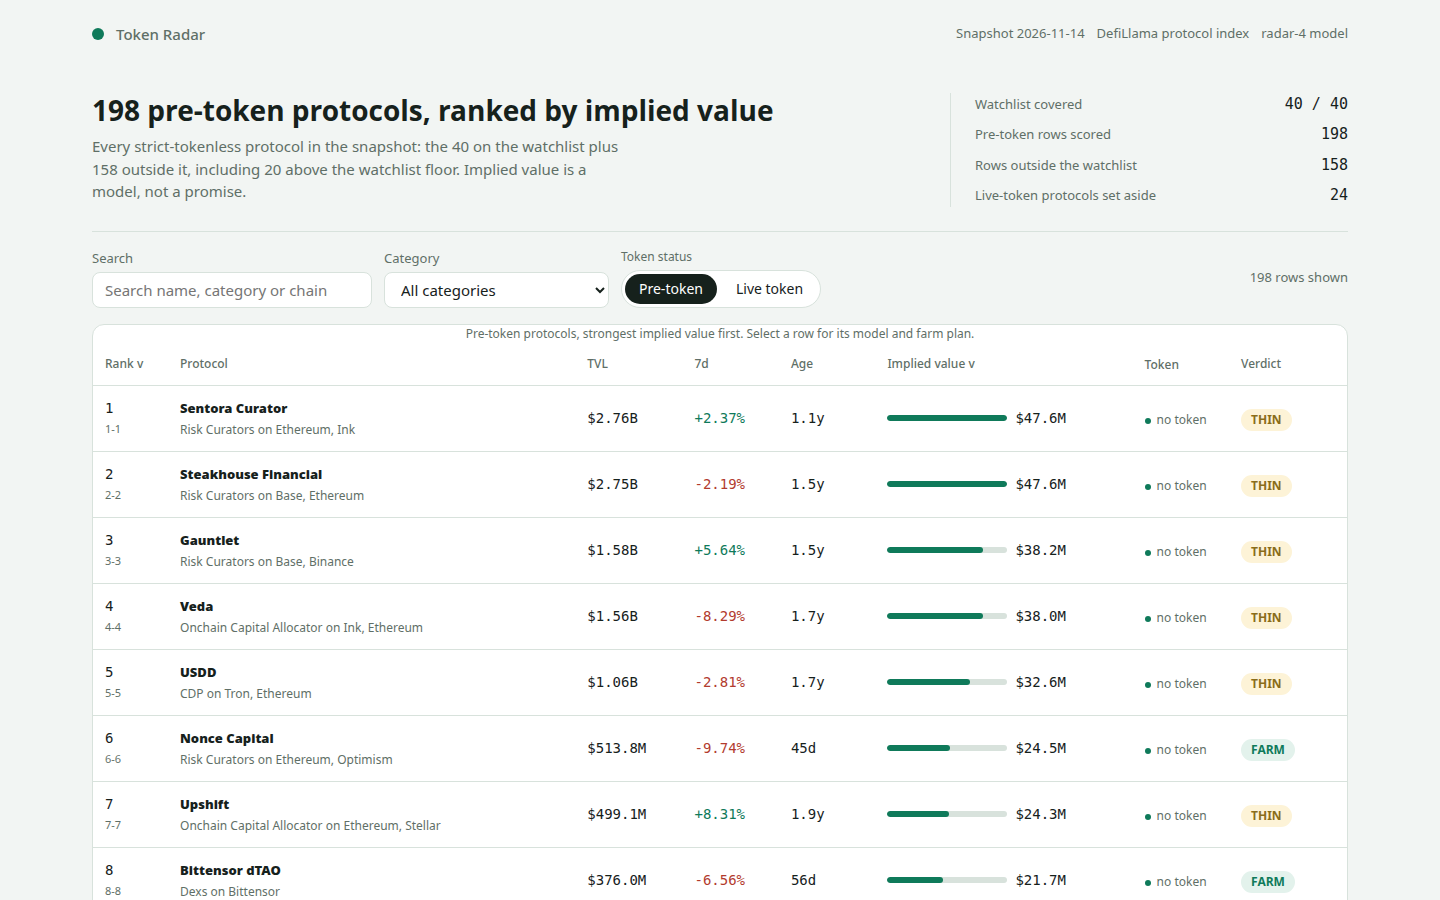 Token Radar
Snapshot 2026-11-14 DefiLlama protocol index radar-4 model
198 pre-token protocols, ranked by implied value
Every strict-tokenless protocol in the snapshot: the 40 on the watchlist plus
158 outside it, including 20 above the watchlist floor. Implied value is a
model, not a promise.
Watchlist covered 40 / 40
Pre-token rows scored 198
Rows outside the watchlist 158
Live-token protocols set aside 24
Search
Category
Token status
Search name, category or chain
All categories
Pre-token
Live token
198 rows shown
Pre-token protocols, strongest implied value first. Select a row for its model and farm plan.
Rank v Protocol TVL 7d Age Implied value v Token Verdict
1 Sentora Curator $2.76B +2.37% 1.1y $47.6M no token THIN
1-1 Risk Curators on Ethereum, Ink
2 Steakhouse Financial $2.75B -2.19% 1.5y $47.6M no token THIN
2-2 Risk Curators on Base, Ethereum
3 Gauntlet $1.58B +5.64% 1.5y $38.2M no token THIN
3-3 Risk Curators on Base, Binance
4 Veda $1.56B -8.29% 1.7y $38.0M no token THIN
4-4 Onchain Capital Allocator on Ink, Ethereum
5 USDD $1.06B -2.81% 1.7y $32.6M no token THIN
5-5 CDP on Tron, Ethereum
6 Nonce Capital $513.8M -9.74% 45d $24.5M no token FARM
6-6 Risk Curators on Ethereum, Optimism
7 Upshift $499.1M +8.31% 1.9y $24.3M no token THIN
7-7 Onchain Capital Allocator on Ethereum, Stellar
8 Bittensor dTAO $376.0M -6.56% 56d $21.7M no token FARM
8-8 Dexs on Bittensor